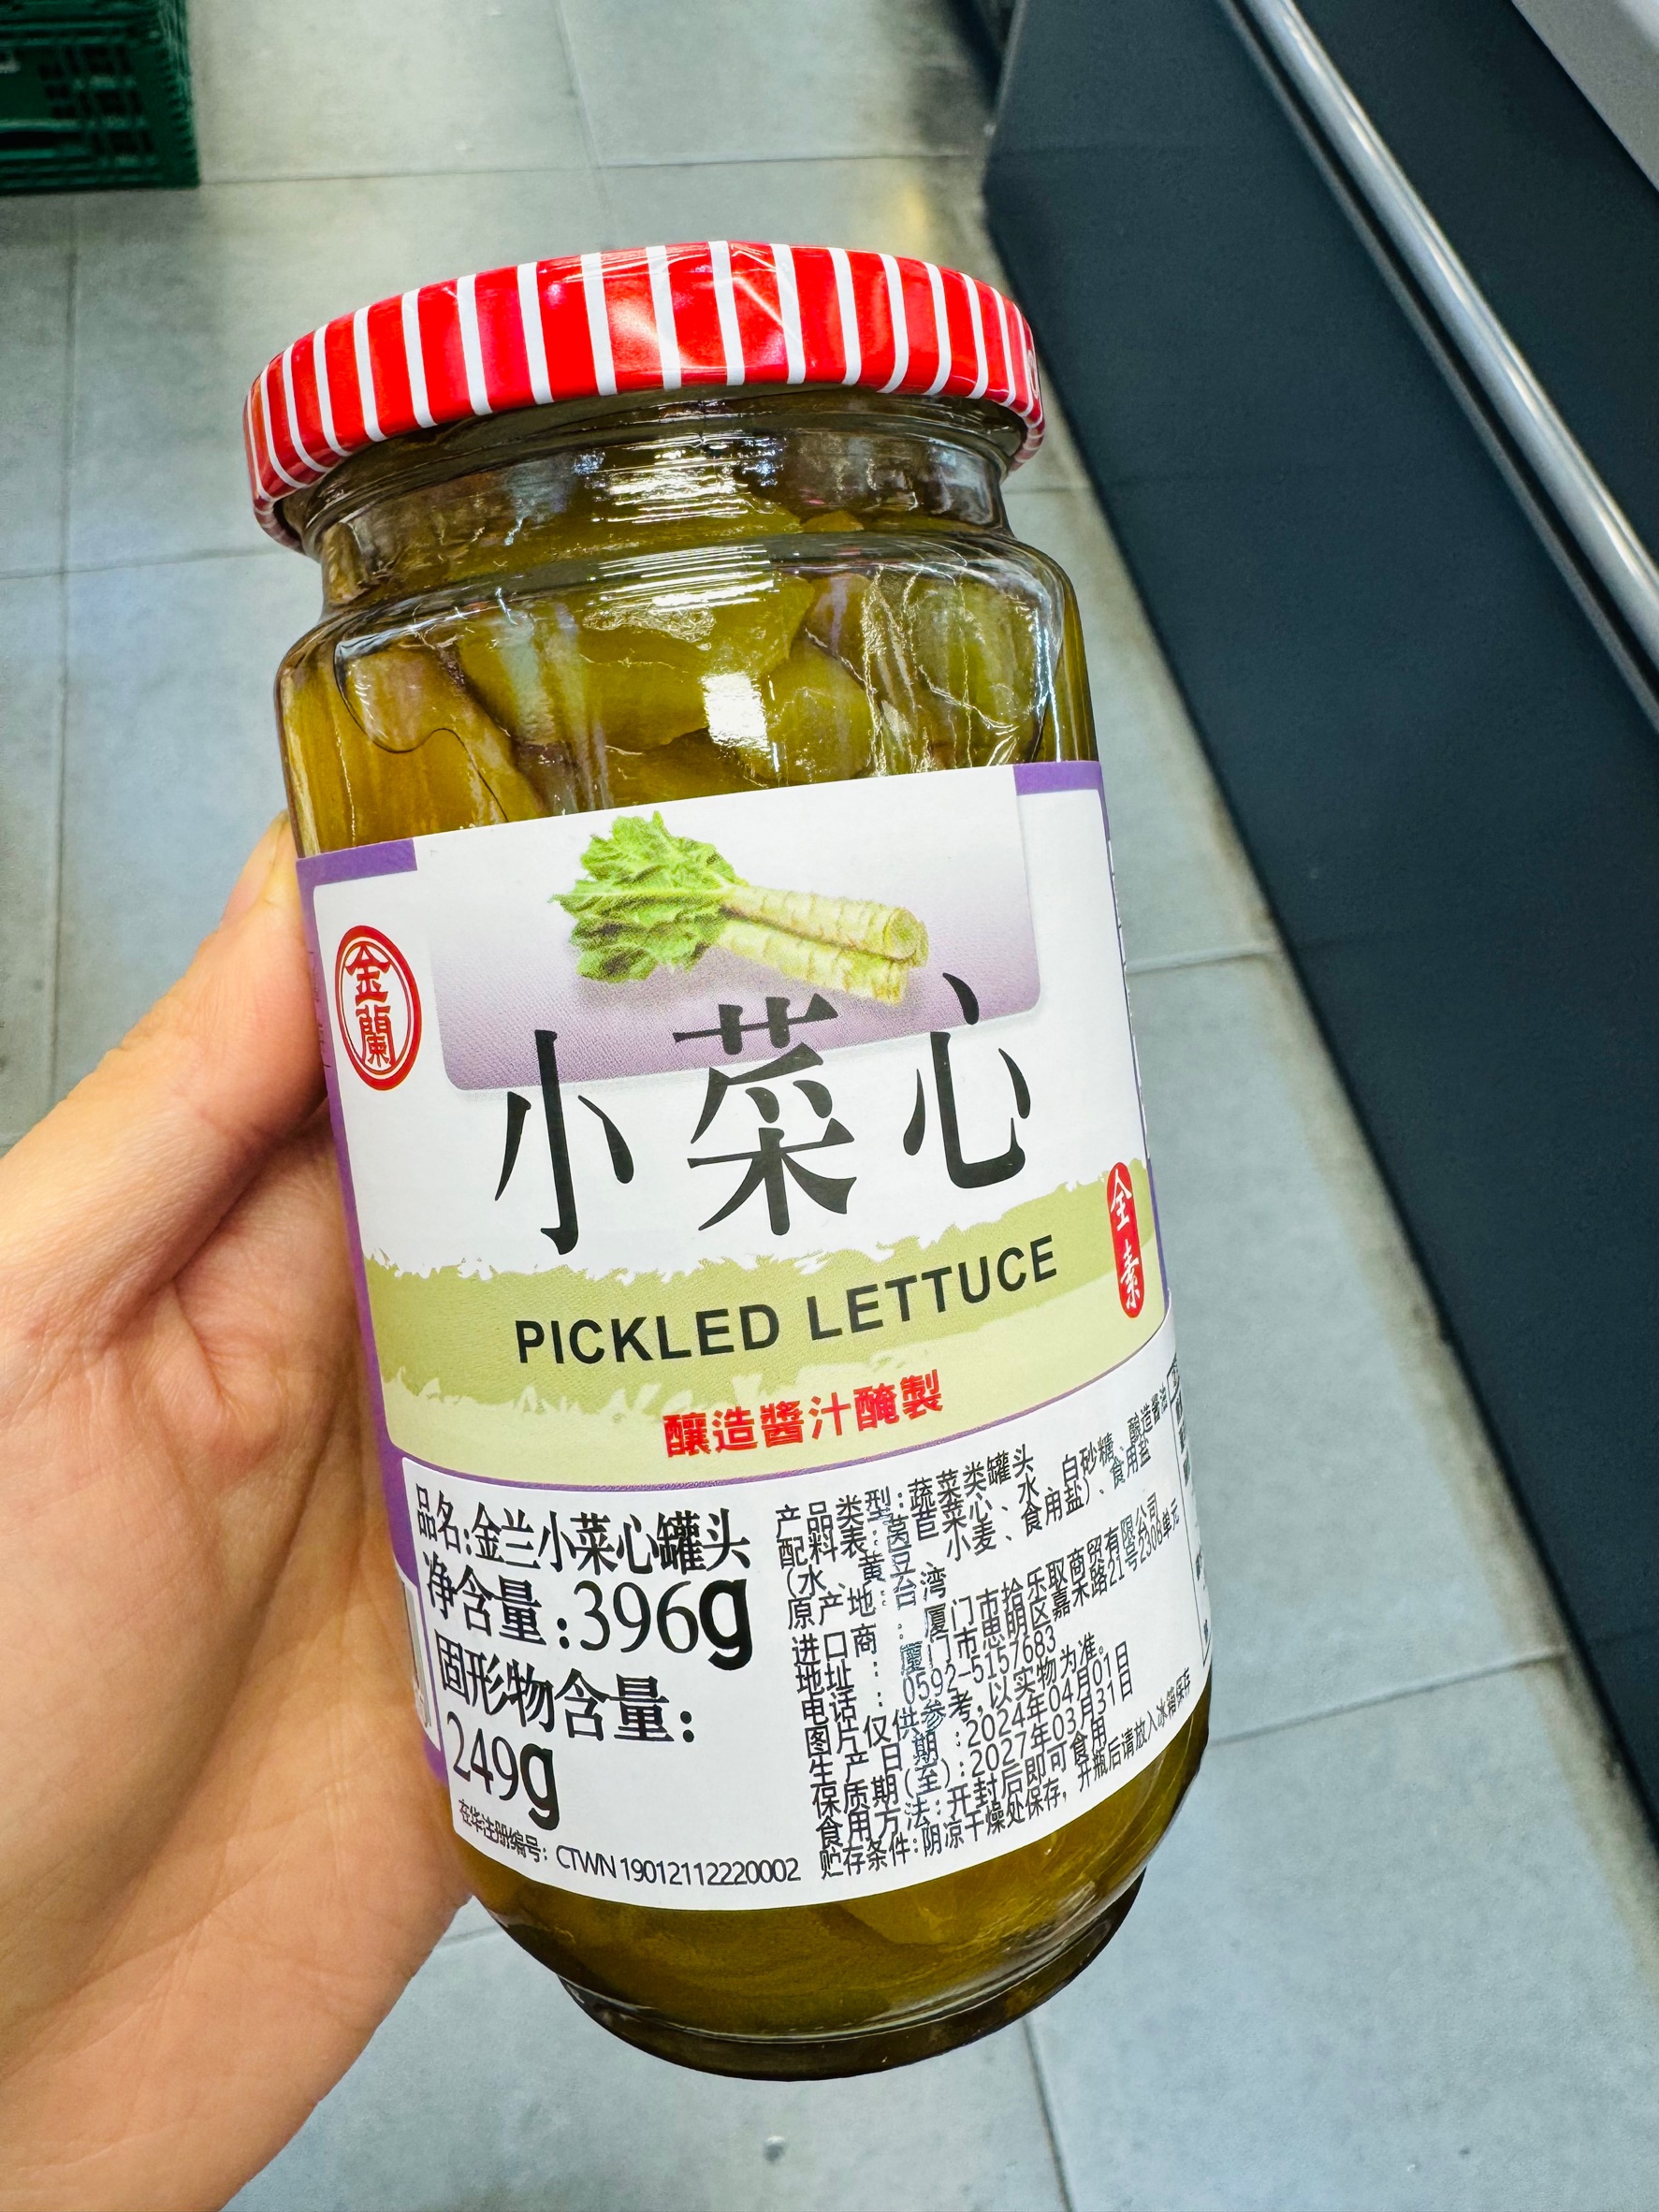 金蘭
小菜心
PICKLED LETTUCE
全素
釀造醬汁醃製
品名:金兰小菜心罐头
净含量:396g
固形物含量:
249g
在华注册编号: CTWN19012112220002
产品类型:蔬菜类罐头
配料表:莴苣菜心、水、白砂糖、酿造酱油
(水、黄豆、小麦、食用盐)、食用盐
原产地:台湾
进口商:厦门市拾乐取商贸有限公司
地址:厦门市思明区嘉禾路21号2306单元
电话:0592-5157683
图片仅供参考,以实物为准。
生产日期:2024年04月01日
保质期(至):2027年03月31日
食用方法:开封后即可食用
贮存条件:阴凉干燥处保存,开瓶后请放入冰箱保存